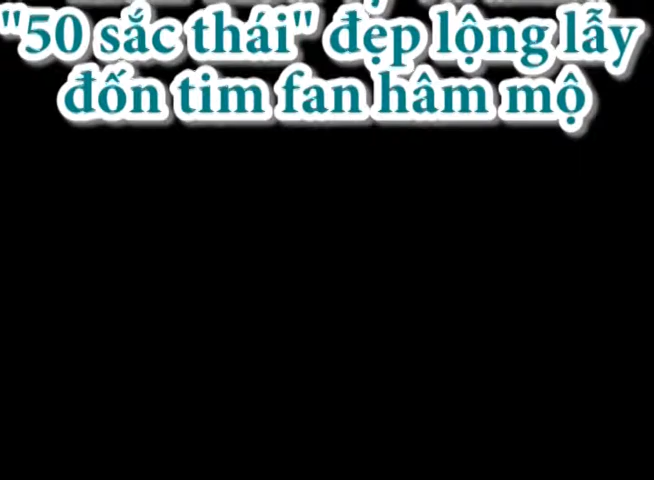 "50 sắc thái" đẹp lộng lẫy
đốn tim fan hâm mộ